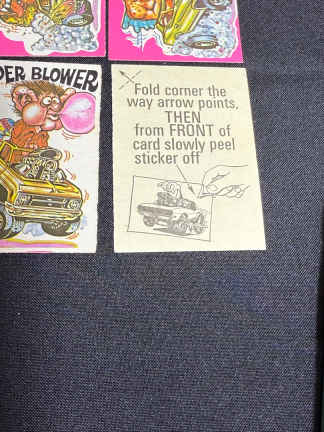 PER BLOWER
Fold corner the
way arrow points,
THEN
from FRONT of
card slowly peel
sticker off